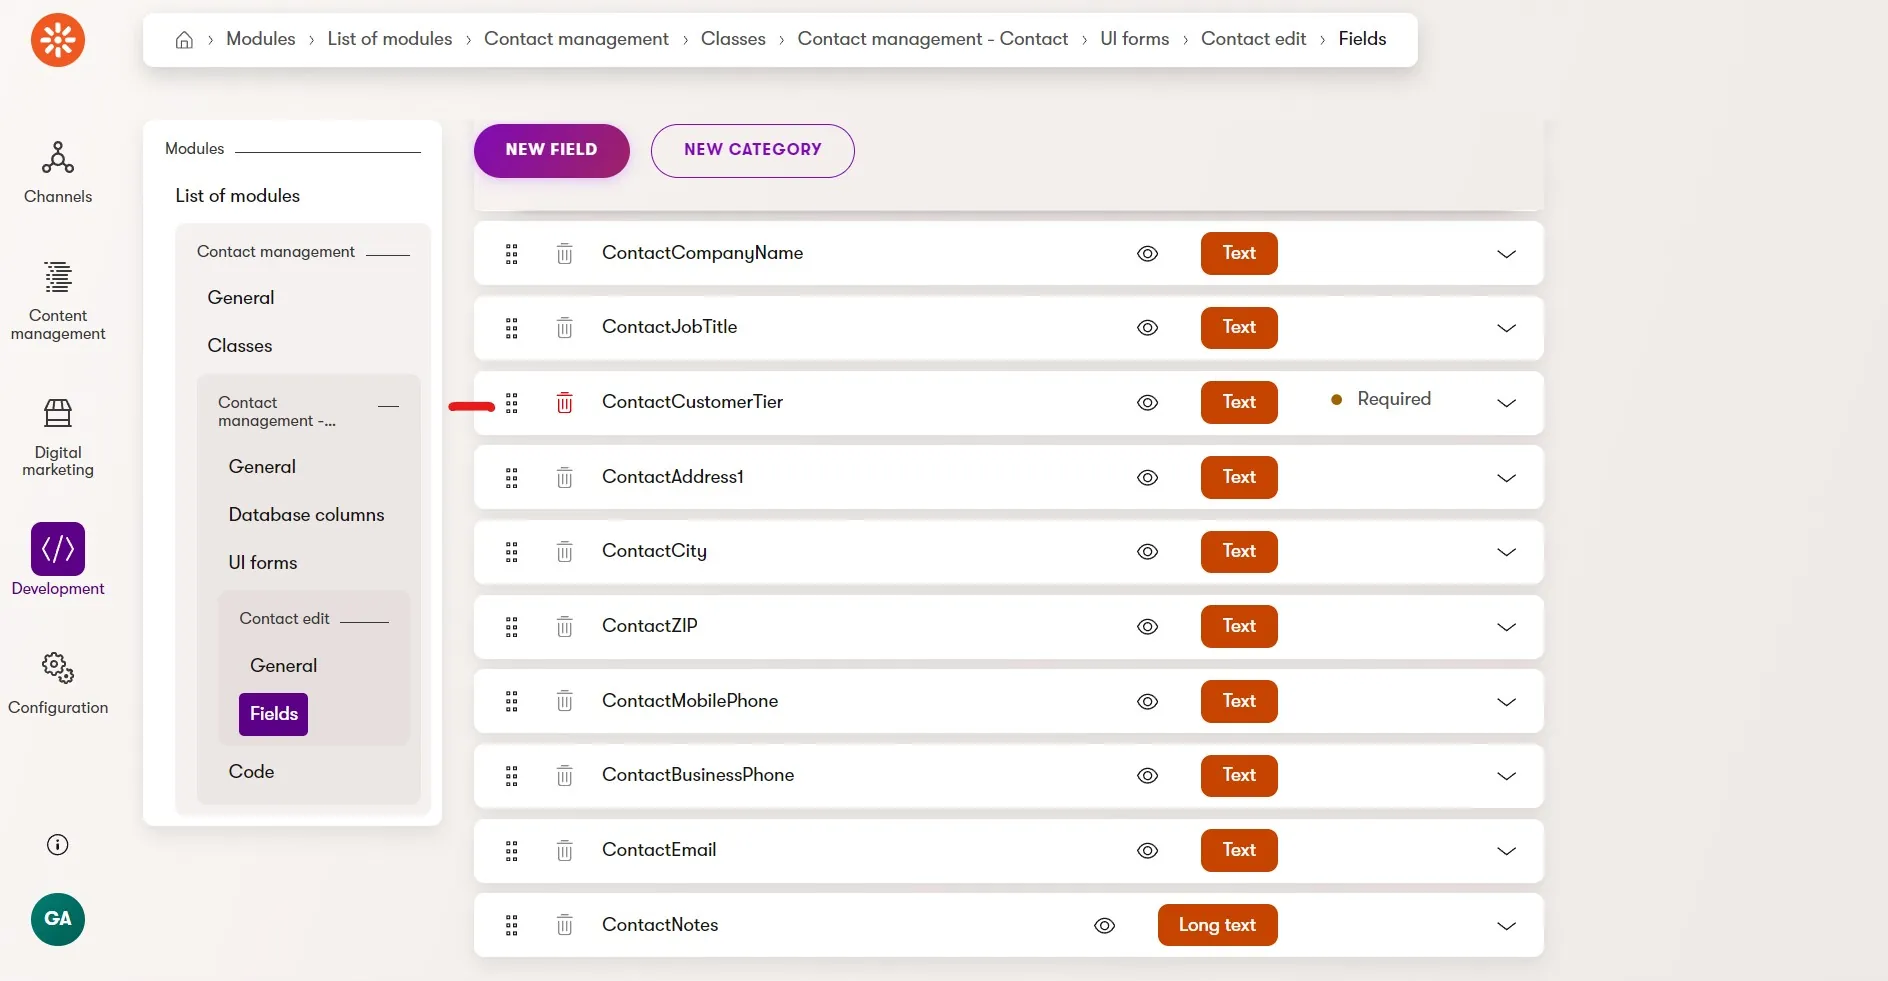 Modules
List of modules
Contact management
Classes
Contact management - Contact
UI forms
Contact edit
Fields
Channels
Content
management
Digital
marketing
Development
Configuration
GA
Modules
List of modules
Contact management
General
Classes
Contact
management -...
General
Database columns
UI forms
Contact edit
General
Fields
Code
NEW FIELD
NEW CATEGORY
ContactCompanyName Text
ContactJobTitle Text
ContactCustomerTier Text Required
ContactAddress1 Text
ContactCity Text
ContactZIP Text
ContactMobilePhone Text
ContactBusinessPhone Text
ContactEmail Text
ContactNotes Long text